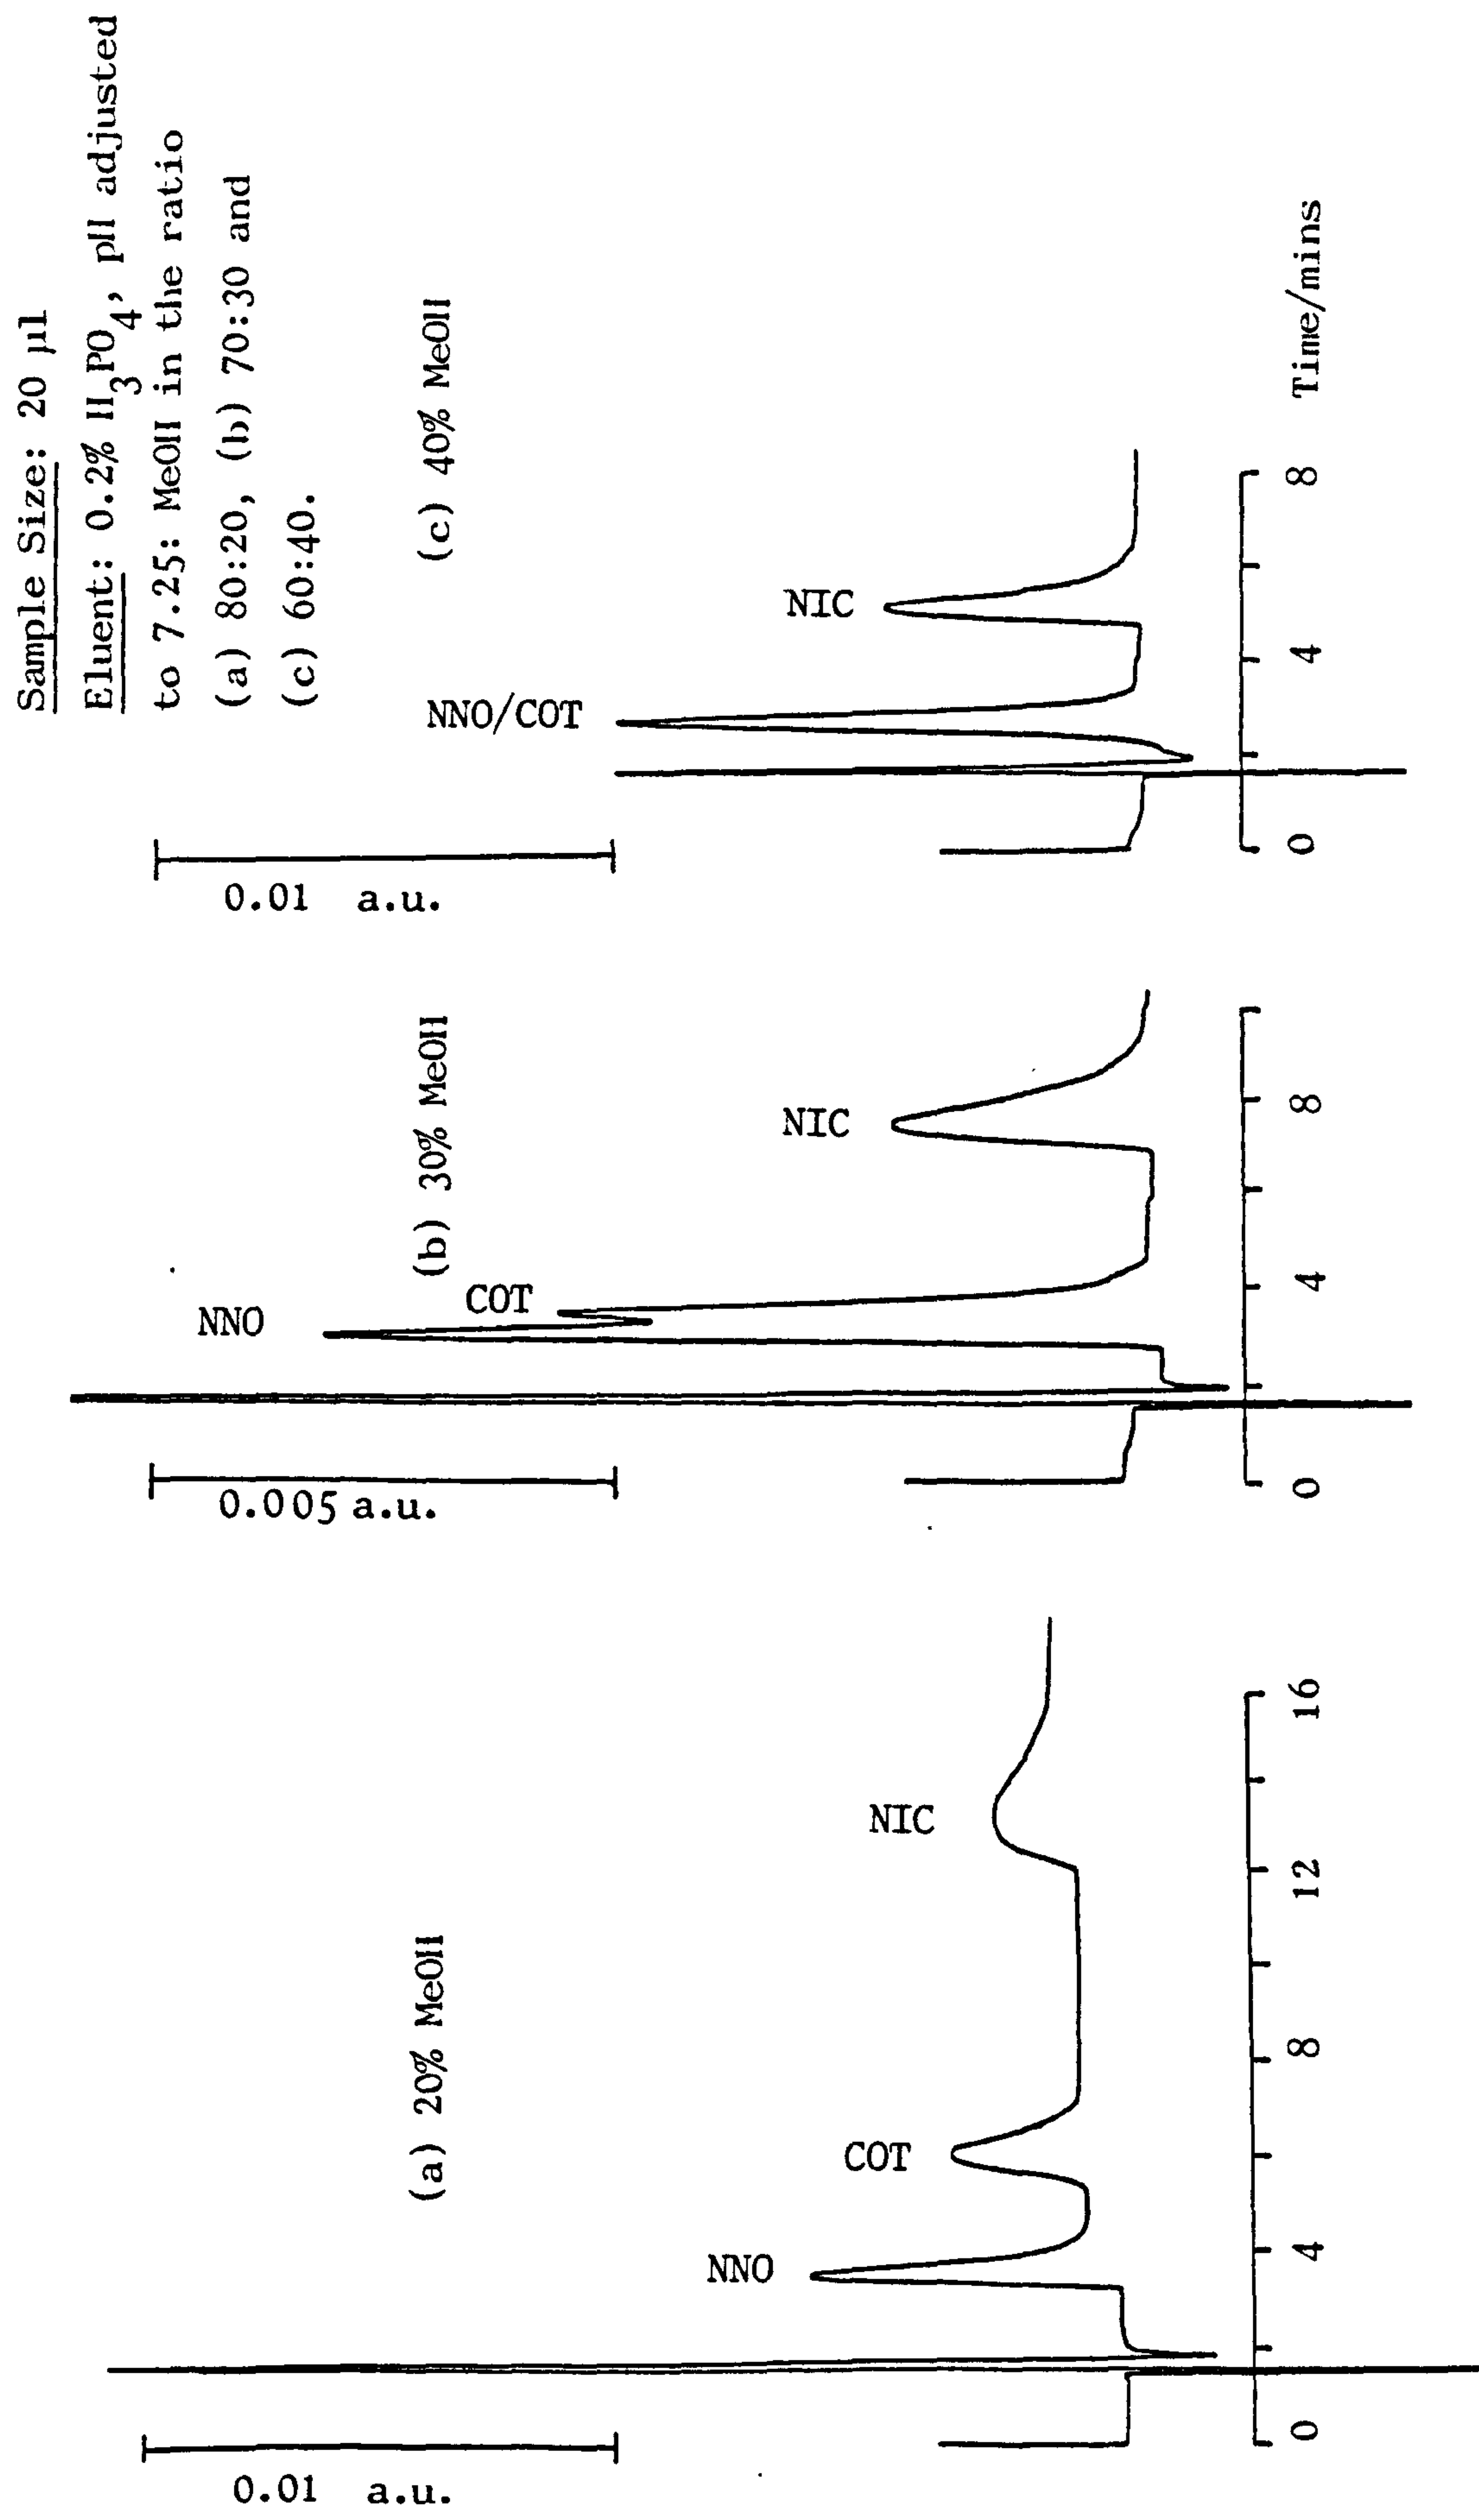 Sample Size: 20 µl
Eluent: 0.2% H3PO4, pH adjusted
to 7.25: MeOH in the ratio
(a) 80:20, (b) 70:30 and
(c) 60:40.
(a) 20% MeOH
0.01 a.u.
NNO
COT
NIC
0 4 8 12 16
(b) 30% MeOH
0.005 a.u.
NNO
COT
NIC
0 4 8
(c) 40% MeOH
0.01 a.u.
NNO/COT
NIC
0 4 8 Time/mins